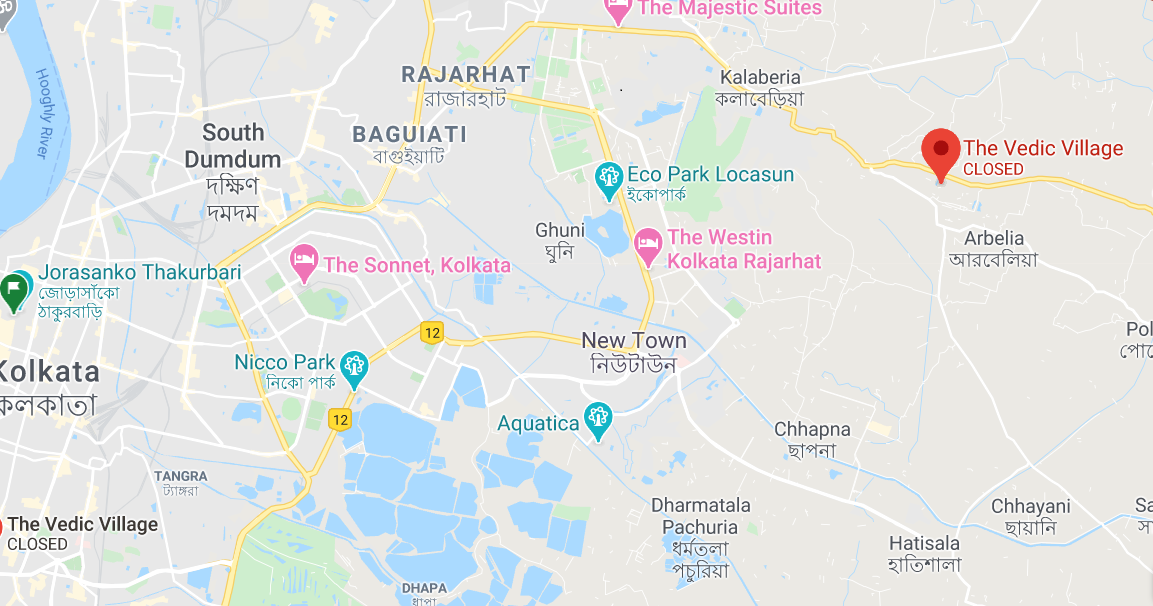 The Majestic Suites
Hooghly River
RAJARHAT
রাজারহাট
Kalaberia
কলাবেড়িয়া
South
Dumdum
দক্ষিণ
দমদম
BAGUIATI
বাগুইয়াটি
The Vedic Village
CLOSED
Eco Park Locasun
ইকোপার্ক
Ghuni
ঘুনি
The Westin
Kolkata Rajarhat
Arbelia
আরবেলিয়া
The Sonnet, Kolkata
Jorasanko Thakurbari
জোড়াসাঁকো
ঠাকুরবাড়ি
12
New Town
নিউটাউন
Nicco Park
নিকো পার্ক
Kolkata
কলকাতা
12
Aquatica
Chhapna
ছাপনা
TANGRA
ট্যাঙ্গরা
The Vedic Village
CLOSED
Dharmatala
Pachuria
ধর্মতলা
পচুরিয়া
Chhayani
ছায়ানি
Hatisala
হাতিশালা
DHAPA
ধাপা